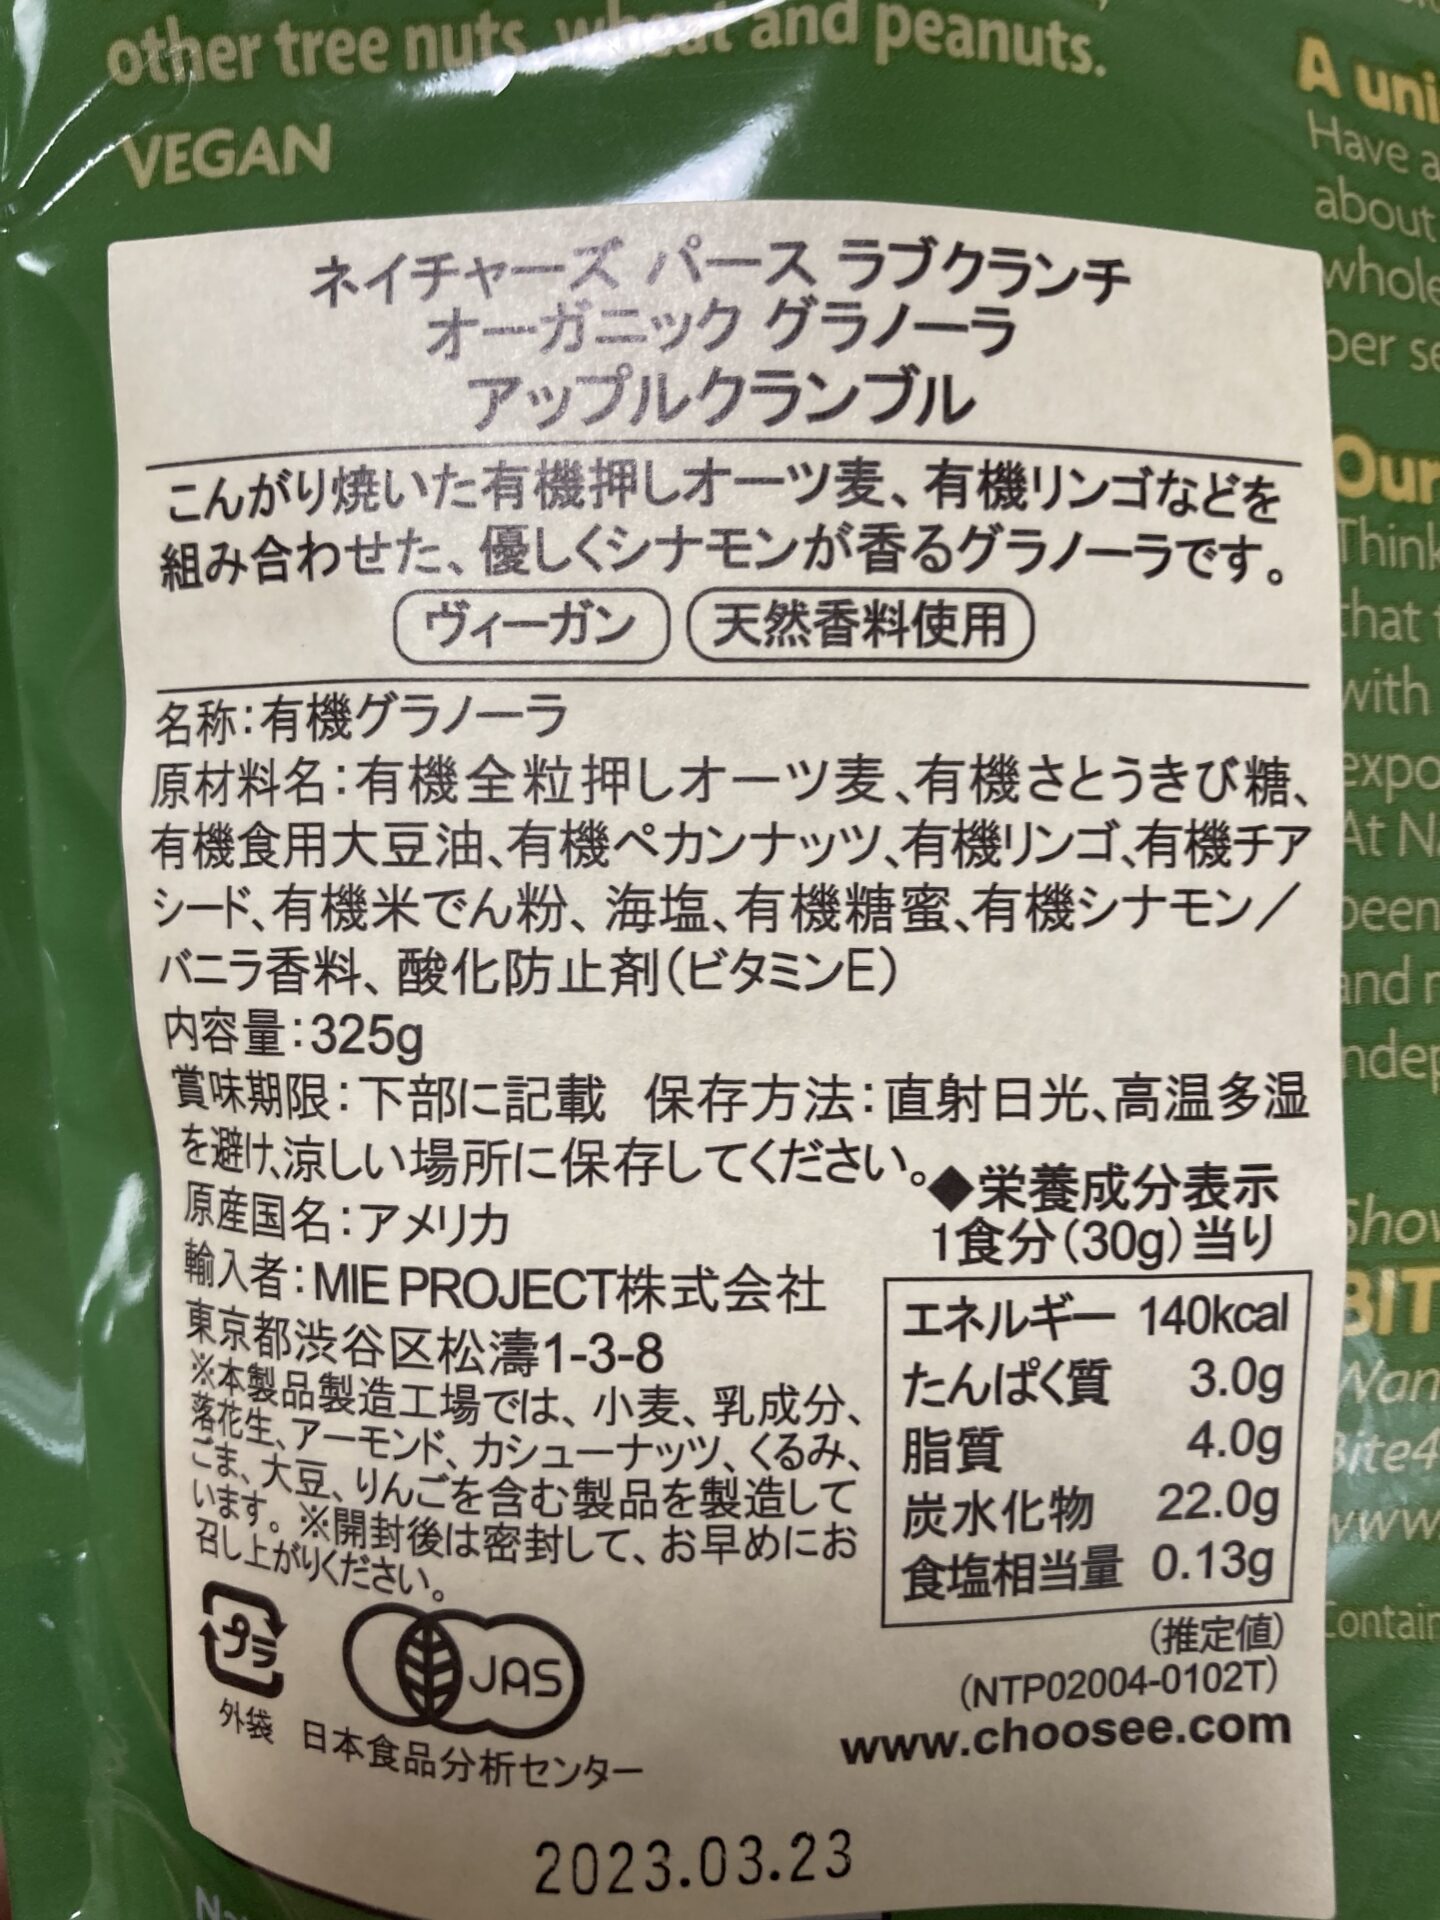 other tree nuts, wheat and peanuts.
VEGAN
A uni
Have a
about
whole
per se
Our
Think
that t
with
expo
At Na
been
and r
ndep
Show
BIT
Wan
Bite4
www.
Contain
ネイチャーズ パース ラブクランチ
オーガニック グラノーラ
アップルクランブル
こんがり焼いた有機押しオーツ麦、有機リンゴなどを
組み合わせた、優しくシナモンが香るグラノーラです。
ヴィーガン 天然香料使用
名称：有機グラノーラ
原材料名：有機全粒押しオーツ麦、有機さとうきび糖、
有機食用大豆油、有機ペカンナッツ、有機リンゴ、有機チア
シード、有機米でん粉、海塩、有機糖蜜、有機シナモン／
バニラ香料、酸化防止剤（ビタミンE）
内容量：325g
賞味期限：下部に記載 保存方法：直射日光、高温多湿
を避け、涼しい場所に保存してください。
原産国名：アメリカ
輸入者：MIE PROJECT株式会社
東京都渋谷区松濤1-3-8
※本製品製造工場では、小麦、乳成分、
落花生、アーモンド、カシューナッツ、くるみ、
ごま、大豆、りんごを含む製品を製造して
います。※開封後は密封して、お早めにお
召し上がりください。
◆栄養成分表示
1食分（30g）当り
エネルギー 140kcal
たんぱく質 3.0g
脂質 4.0g
炭水化物 22.0g
食塩相当量 0.13g
（推定値）
（NTP02004-0102T）
www.choosee.com
プラ
外袋
JAS
日本食品分析センター
2023.03.23